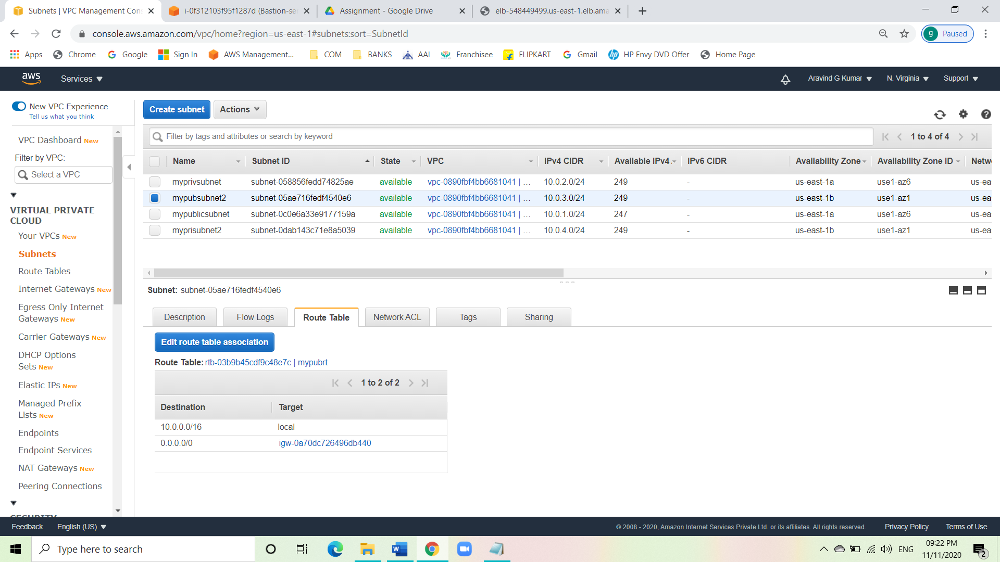 Subnets | VPC Management Con
i-0f312103f95f1287d (Bastion-se
Assignment - Google Drive
elb-548449499.us-east-1.elb.ama
console.aws.amazon.com/vpc/home?region=us-east-1#subnets:sort=SubnetId
g Paused
Apps Chrome Google Sign In AWS Management... COM BANKS AAI Franchisee FLIPKART Gmail HP Envy DVD Offer Home Page
aws Services Aravind G Kumar N. Virginia Support
New VPC Experience
Tell us what you think
VPC Dashboard New
Filter by VPC:
Select a VPC
VIRTUAL PRIVATE
CLOUD
Your VPCs New
Subnets
Route Tables
Internet Gateways New
Egress Only Internet
Gateways New
Carrier Gateways New
DHCP Options
Sets New
Elastic IPs New
Managed Prefix
Lists New
Endpoints
Endpoint Services
NAT Gateways New
Peering Connections
SECURITY
Create subnet Actions
Filter by tags and attributes or search by keyword
1 to 4 of 4
Name Subnet ID State VPC IPv4 CIDR Available IPv4 . IPv6 CIDR Availability Zone Availability Zone ID Netw
myprivsubnet subnet-058856fedd74825ae available vpc-0890fbf4bb6681041 | ... 10.0.2.0/24 249 - us-east-1a use1-az6 us-ea
mypubsubnet2 subnet-05ae716fedf4540e6 available vpc-0890fbf4bb6681041 | ... 10.0.3.0/24 249 - us-east-1b use1-az1 us-ea
mypublicsubnet subnet-0c0e6a33e9177159a available vpc-0890fbf4bb6681041 | ... 10.0.1.0/24 247 - us-east-1a use1-az6 us-ea
myprisubnet2 subnet-0dab143c71e8a5039 available vpc-0890fbf4bb6681041 | ... 10.0.4.0/24 249 - us-east-1b use1-az1 us-ea
Subnet: subnet-05ae716fedf4540e6
Description Flow Logs Route Table Network ACL Tags Sharing
Edit route table association
Route Table: rtb-03b9b45cdf9c48e7c | mypubrt
1 to 2 of 2
Destination Target
10.0.0.0/16 local
0.0.0.0/0 igw-0a70dc726496db440
Feedback English (US) © 2008 - 2020, Amazon Internet Services Private Ltd. or its affiliates. All rights reserved. Privacy Policy Terms of Use
Type here to search
ENG
09:22 PM
11/11/2020
2